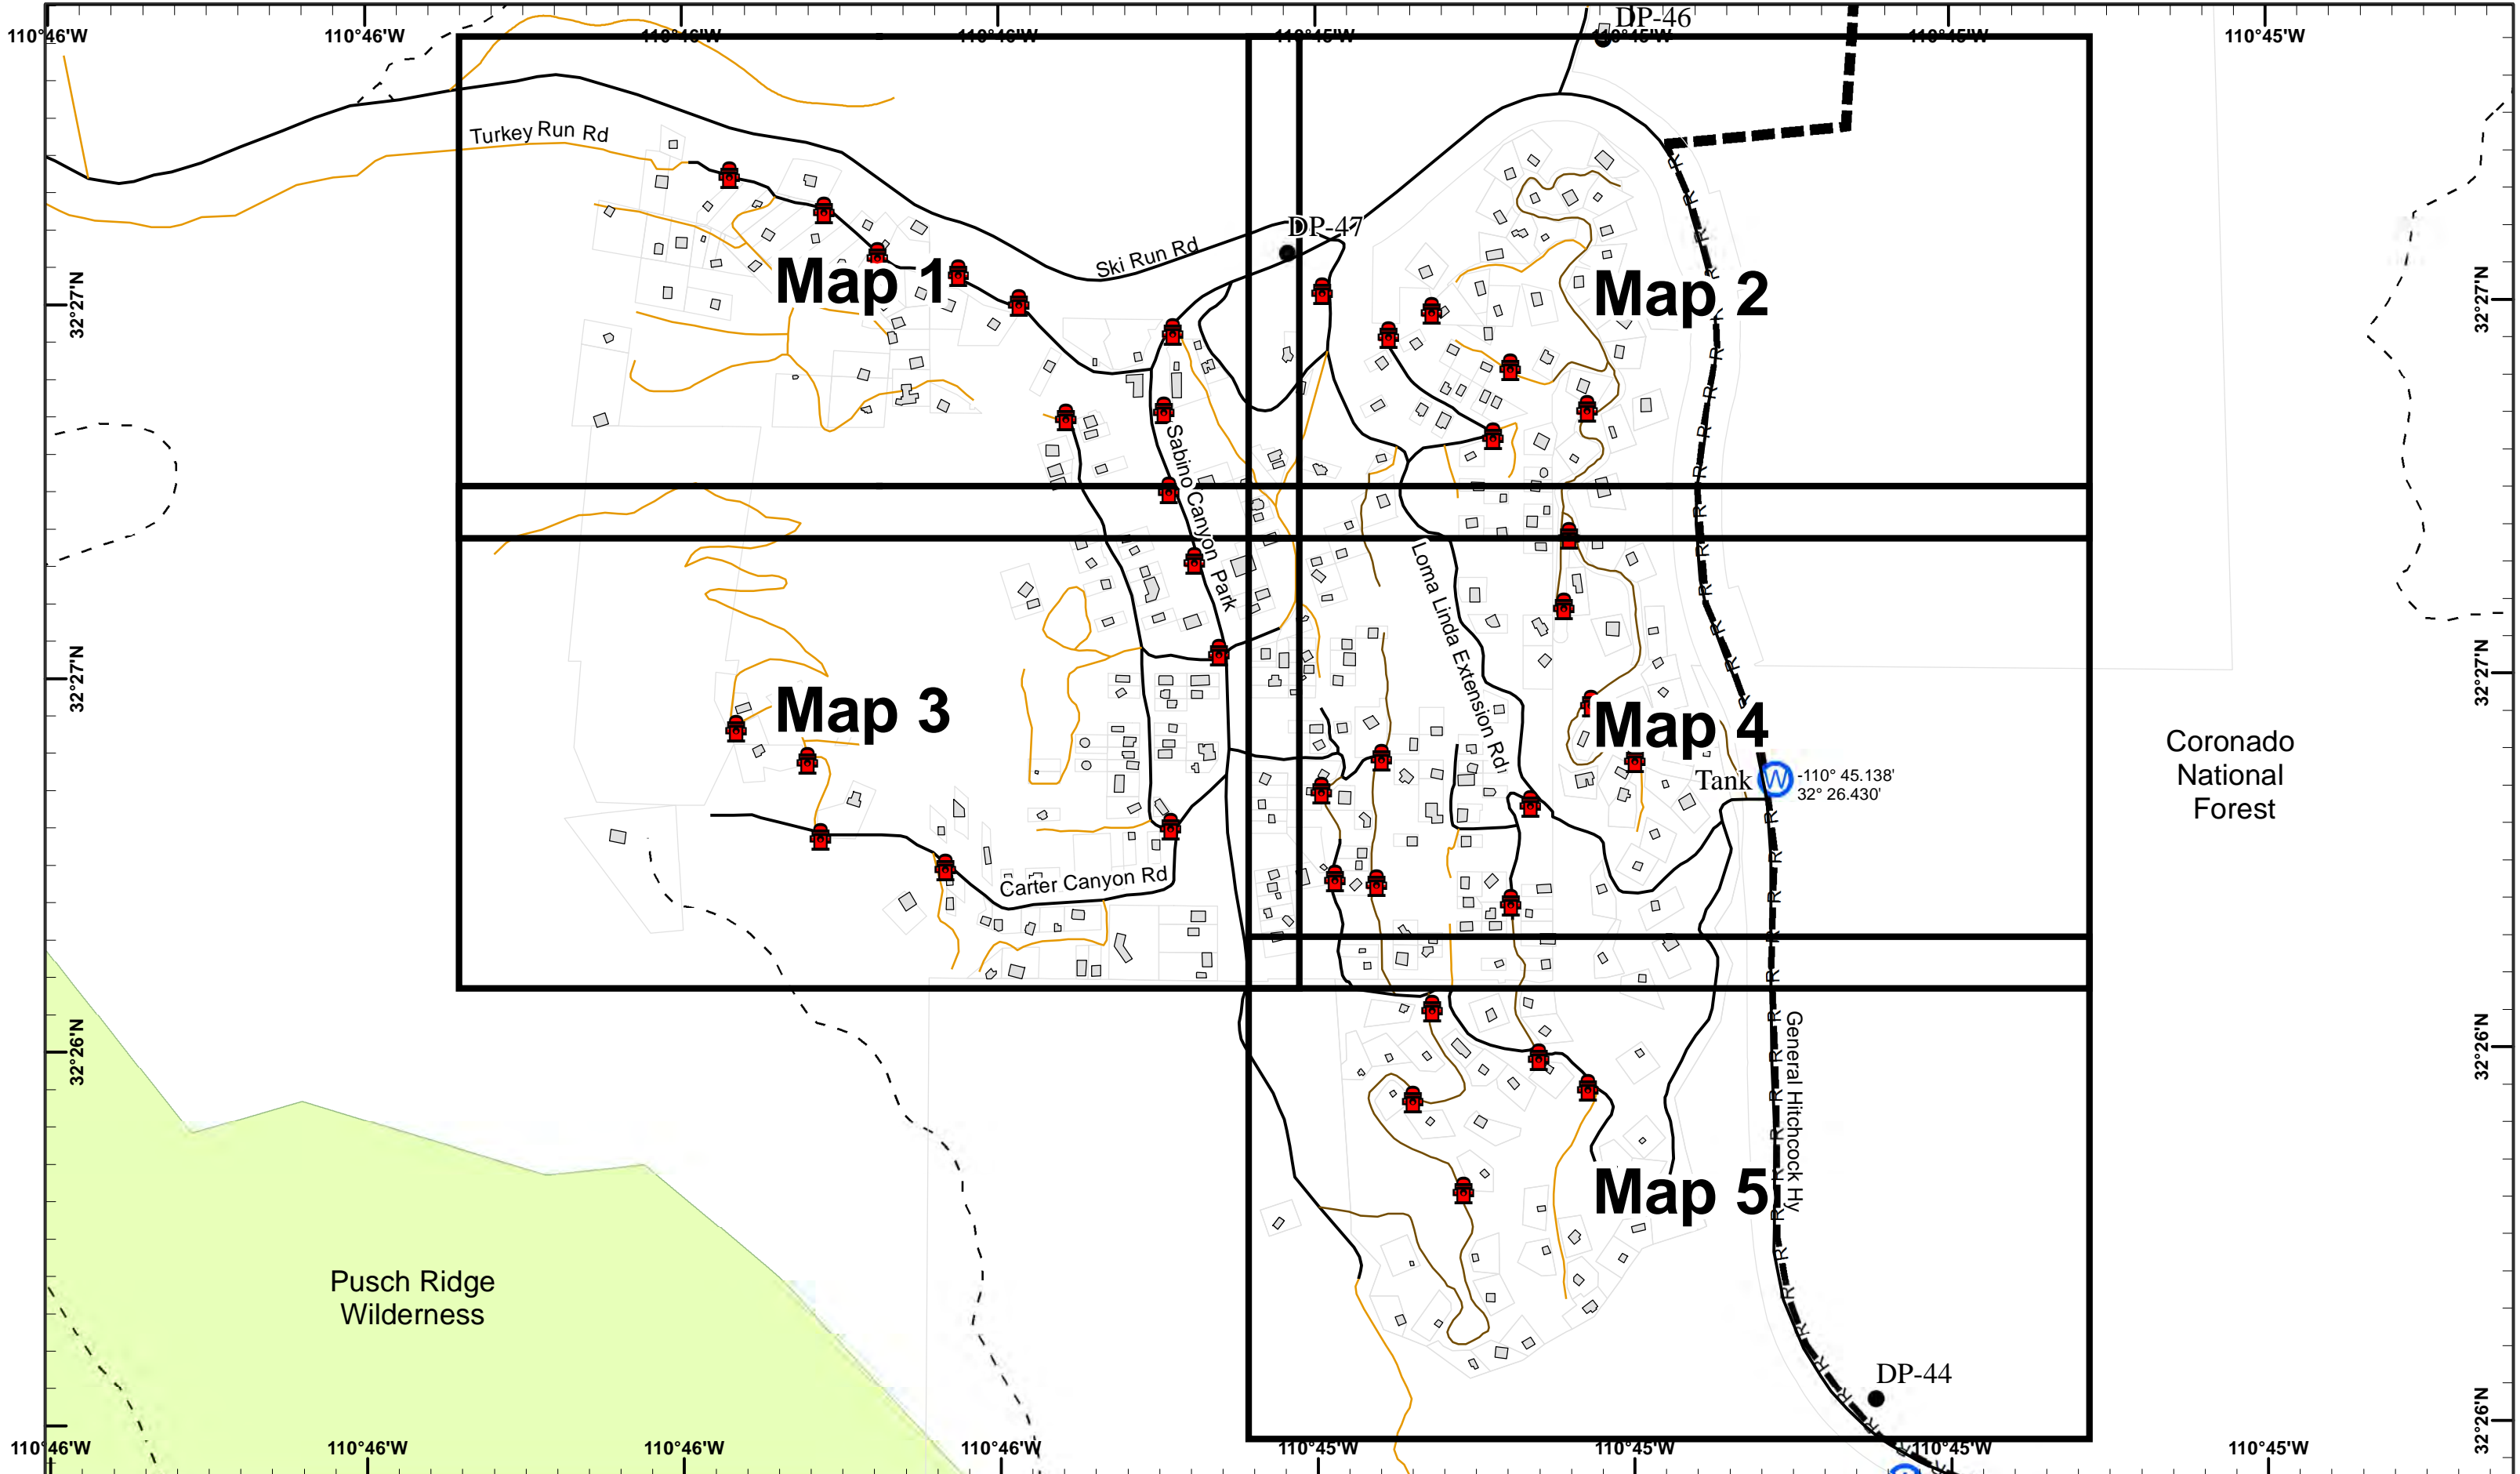 DP-46
110°46'W 110°46'W 110°46'W 110°46'W 110°45'W 110°45'W 110°45'W 110°45'W
Turkey Run Rd
DP-47
Ski Run Rd
Map 1
Map 2
32°27'N
32°27'N
Sabino Canyon Park
Loma Linda Extension Rd
32°27'N
32°27'N
Map 3
Map 4
Tank
W
-110° 45.138'
32° 26.430'
Coronado
National
Forest
Carter Canyon Rd
General Hitchcock Hy
32°26'N
32°26'N
Map 5
Pusch Ridge
Wilderness
DP-44
32°26'N
110°46'W 110°46'W 110°46'W 110°46'W 110°45'W 110°45'W 110°45'W 110°45'W
R R R R R R R R R R R R R R R R R R R R R R R R R R R R R R R R R R